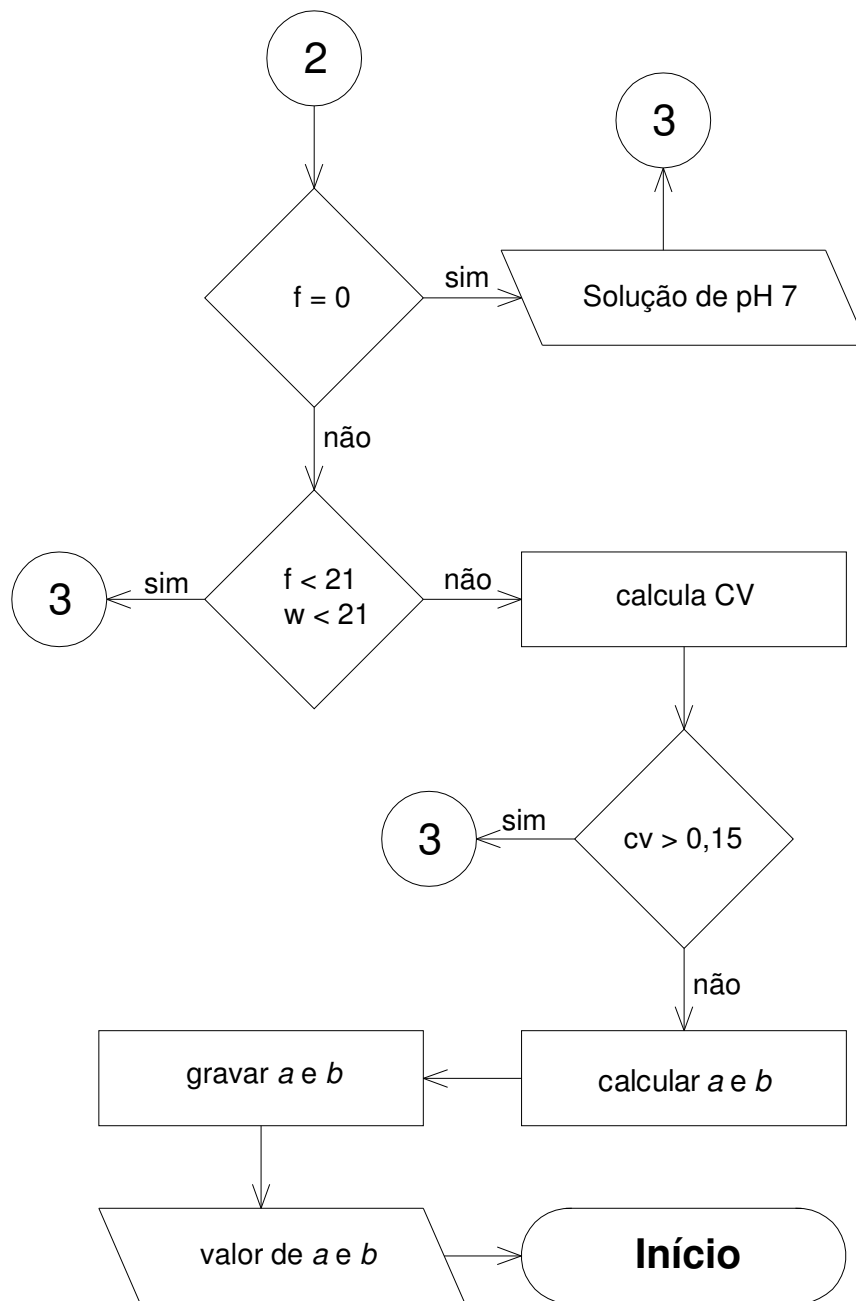 2
3
f = 0
sim
Solução de pH 7
não
3
sim
f < 21
w < 21
não
calcula CV
3
sim
cv > 0,15
não
gravar a e b
calcular a e b
valor de a e b
Início